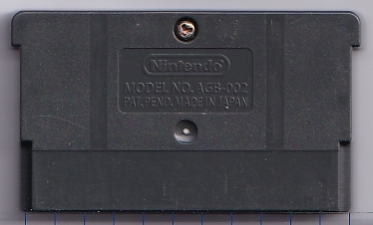 Nintendo
MODEL NO. AGB-002
PAT. PEND. MADE IN JAPAN